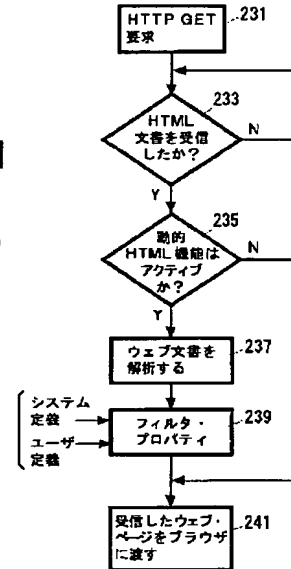 HTTP GET
要求
231
HTML
文書を受信
したか？
233
N
Y
動的
HTML 機能は
アクティブ
か？
235
N
Y
ウェブ文書を
解析する
237
システム
定義
ユーザ
定義
フィルタ・
プロパティ
239
受信したウェブ・
ページをブラウザ
に渡す
241